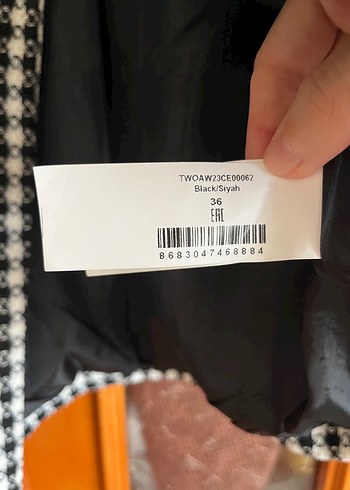 TWOAW23CE00062
Black/Siyah
36
EAC
8683047468884